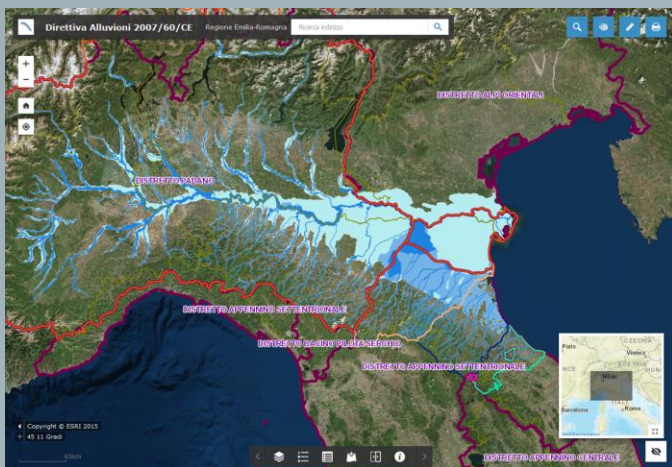 Direttiva Alluvioni 2007/60/CE Regione Emilia-Romagna Ricerca indirizzo
DISTRETTO ALPI ORIENTALI
DISTRETTO PADANO
DISTRETTO APPENNINO SETTENTRIONALE
DISTRETTO BACINO PILOTA SERCHIO
DISTRETTO APPENNINO SETTENTRIONALE
Paris
CZECHIA
Vienna
Milan
ITALY
Barcelona
Rome
Copyright © ESRI 2015
45 11 Gradi
60km
DISTRETTO APPENNINO CENTRALE